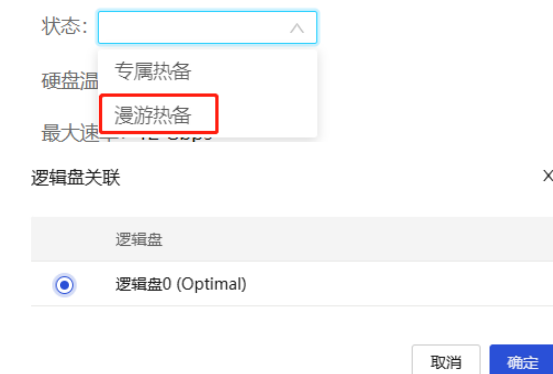 状态:
专属热备
硬盘温
漫游热备
最大速
逻辑盘关联
X
逻辑盘
逻辑盘0 (Optimal)
取消
确定